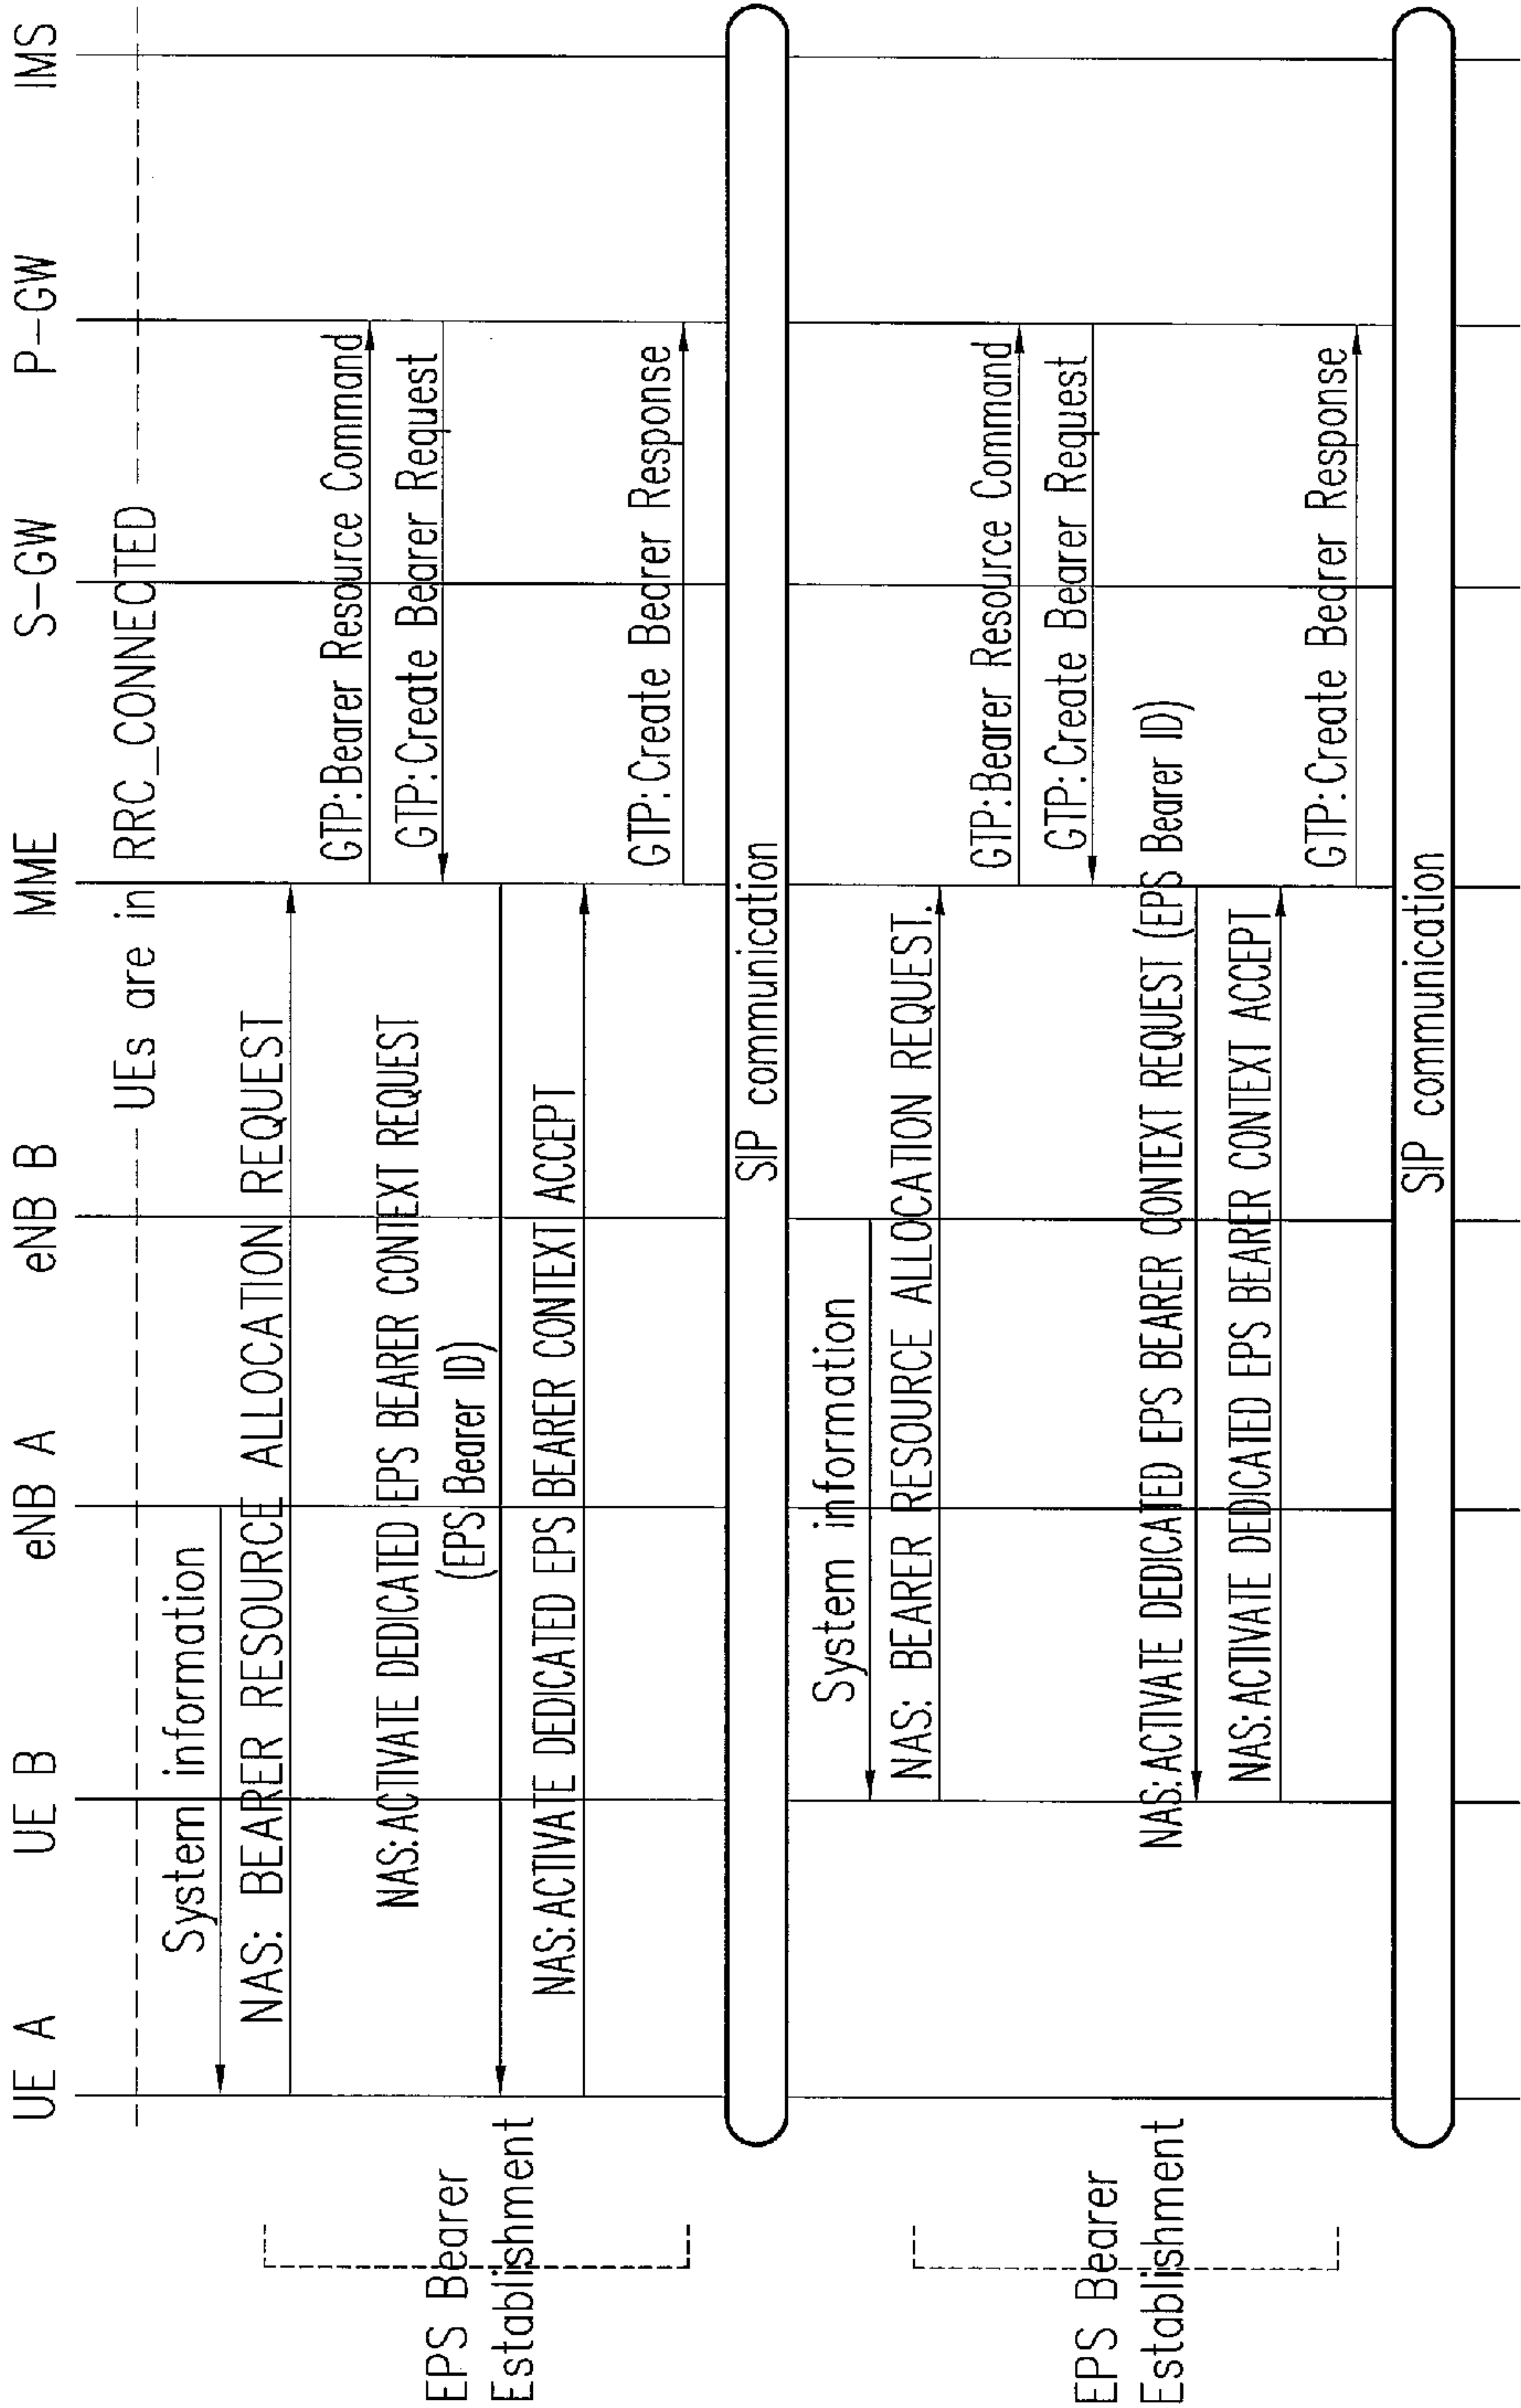 UE A
UE B
eNB A
eNB B
MME
S-GW
P-GW
IMS
UEs are in RRC_CONNECTED
System information
NAS: BEARER RESOURCE ALLOCATION REQUEST
GTP:Bearer Resource Command
NAS:ACTIVATE DEDICATED EPS BEARER CONTEXT REQUEST
(EPS Bearer ID)
GTP:Create Bearer Request
EPS Bearer
Establishment
NAS:ACTIVATE DEDICATED EPS BEARER CONTEXT ACCEPT
GTP:Create Bearer Response
SIP communication
System information
NAS: BEARER RESOURCE ALLOCATION REQUEST.
GTP:Bearer Resource Command
GTP:Create Bearer Request
EPS Bearer
Establishment
NAS:ACTIVATE DEDICATED EPS BEARER CONTEXT REQUEST (EPS Bearer ID)
NAS:ACTIVATE DEDICATED EPS BEARER CONTEXT ACCEPT
GTP:Create Bearer Response
SIP communication